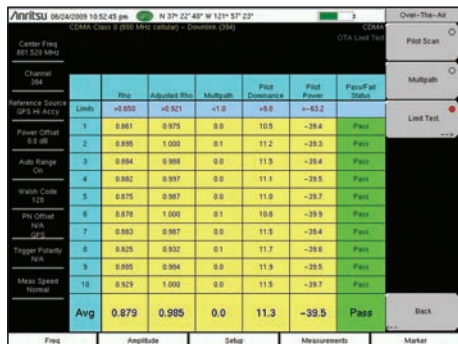 /Inritsu 06/24/2009 10:52:45 pm N 37° 22' 40" W 121° 57' 23"
Over-The-Air
CDMA Class 0 (800 MHz cellular) - Downlink (384)
CDMA
OTA Limit Test
Center Freq
881.520 MHz
Channel
384
Reference Source
GPS Hi Accy
Power Offset
0.0 dB
Auto Range
On
Walsh Code
128
PN Offset
N/A
GPS
Trigger Polarity
N/A
Meas Speed
Normal
Rho Adjusted Rho Multipath Pilot Dominance Pilot Power Pass/Fail Status
Limits >0.850 >0.921 <1.0 >9.0 >-63.2
1 0.861 0.975 0.0 10.5 -39.4 Pass
2 0.895 1.000 0.1 11.2 -39.3 Pass
3 0.884 0.988 0.0 11.5 -39.4 Pass
4 0.882 0.997 0.0 11.1 -39.5 Pass
5 0.875 0.987 0.0 11.0 -39.7 Pass
6 0.878 1.000 0.1 10.8 -39.9 Pass
7 0.883 0.987 0.0 11.5 -39.4 Pass
8 0.825 0.932 0.1 11.7 -39.6 Pass
9 0.885 0.984 0.0 11.9 -39.5 Pass
10 0.929 1.000 0.0 11.5 -39.7 Pass
Avg 0.879 0.985 0.0 11.3 -39.5 Pass
Pilot Scan
Multipath
Limit Test
-->
Back
<--
Freq Amplitude Setup Measurements Marker